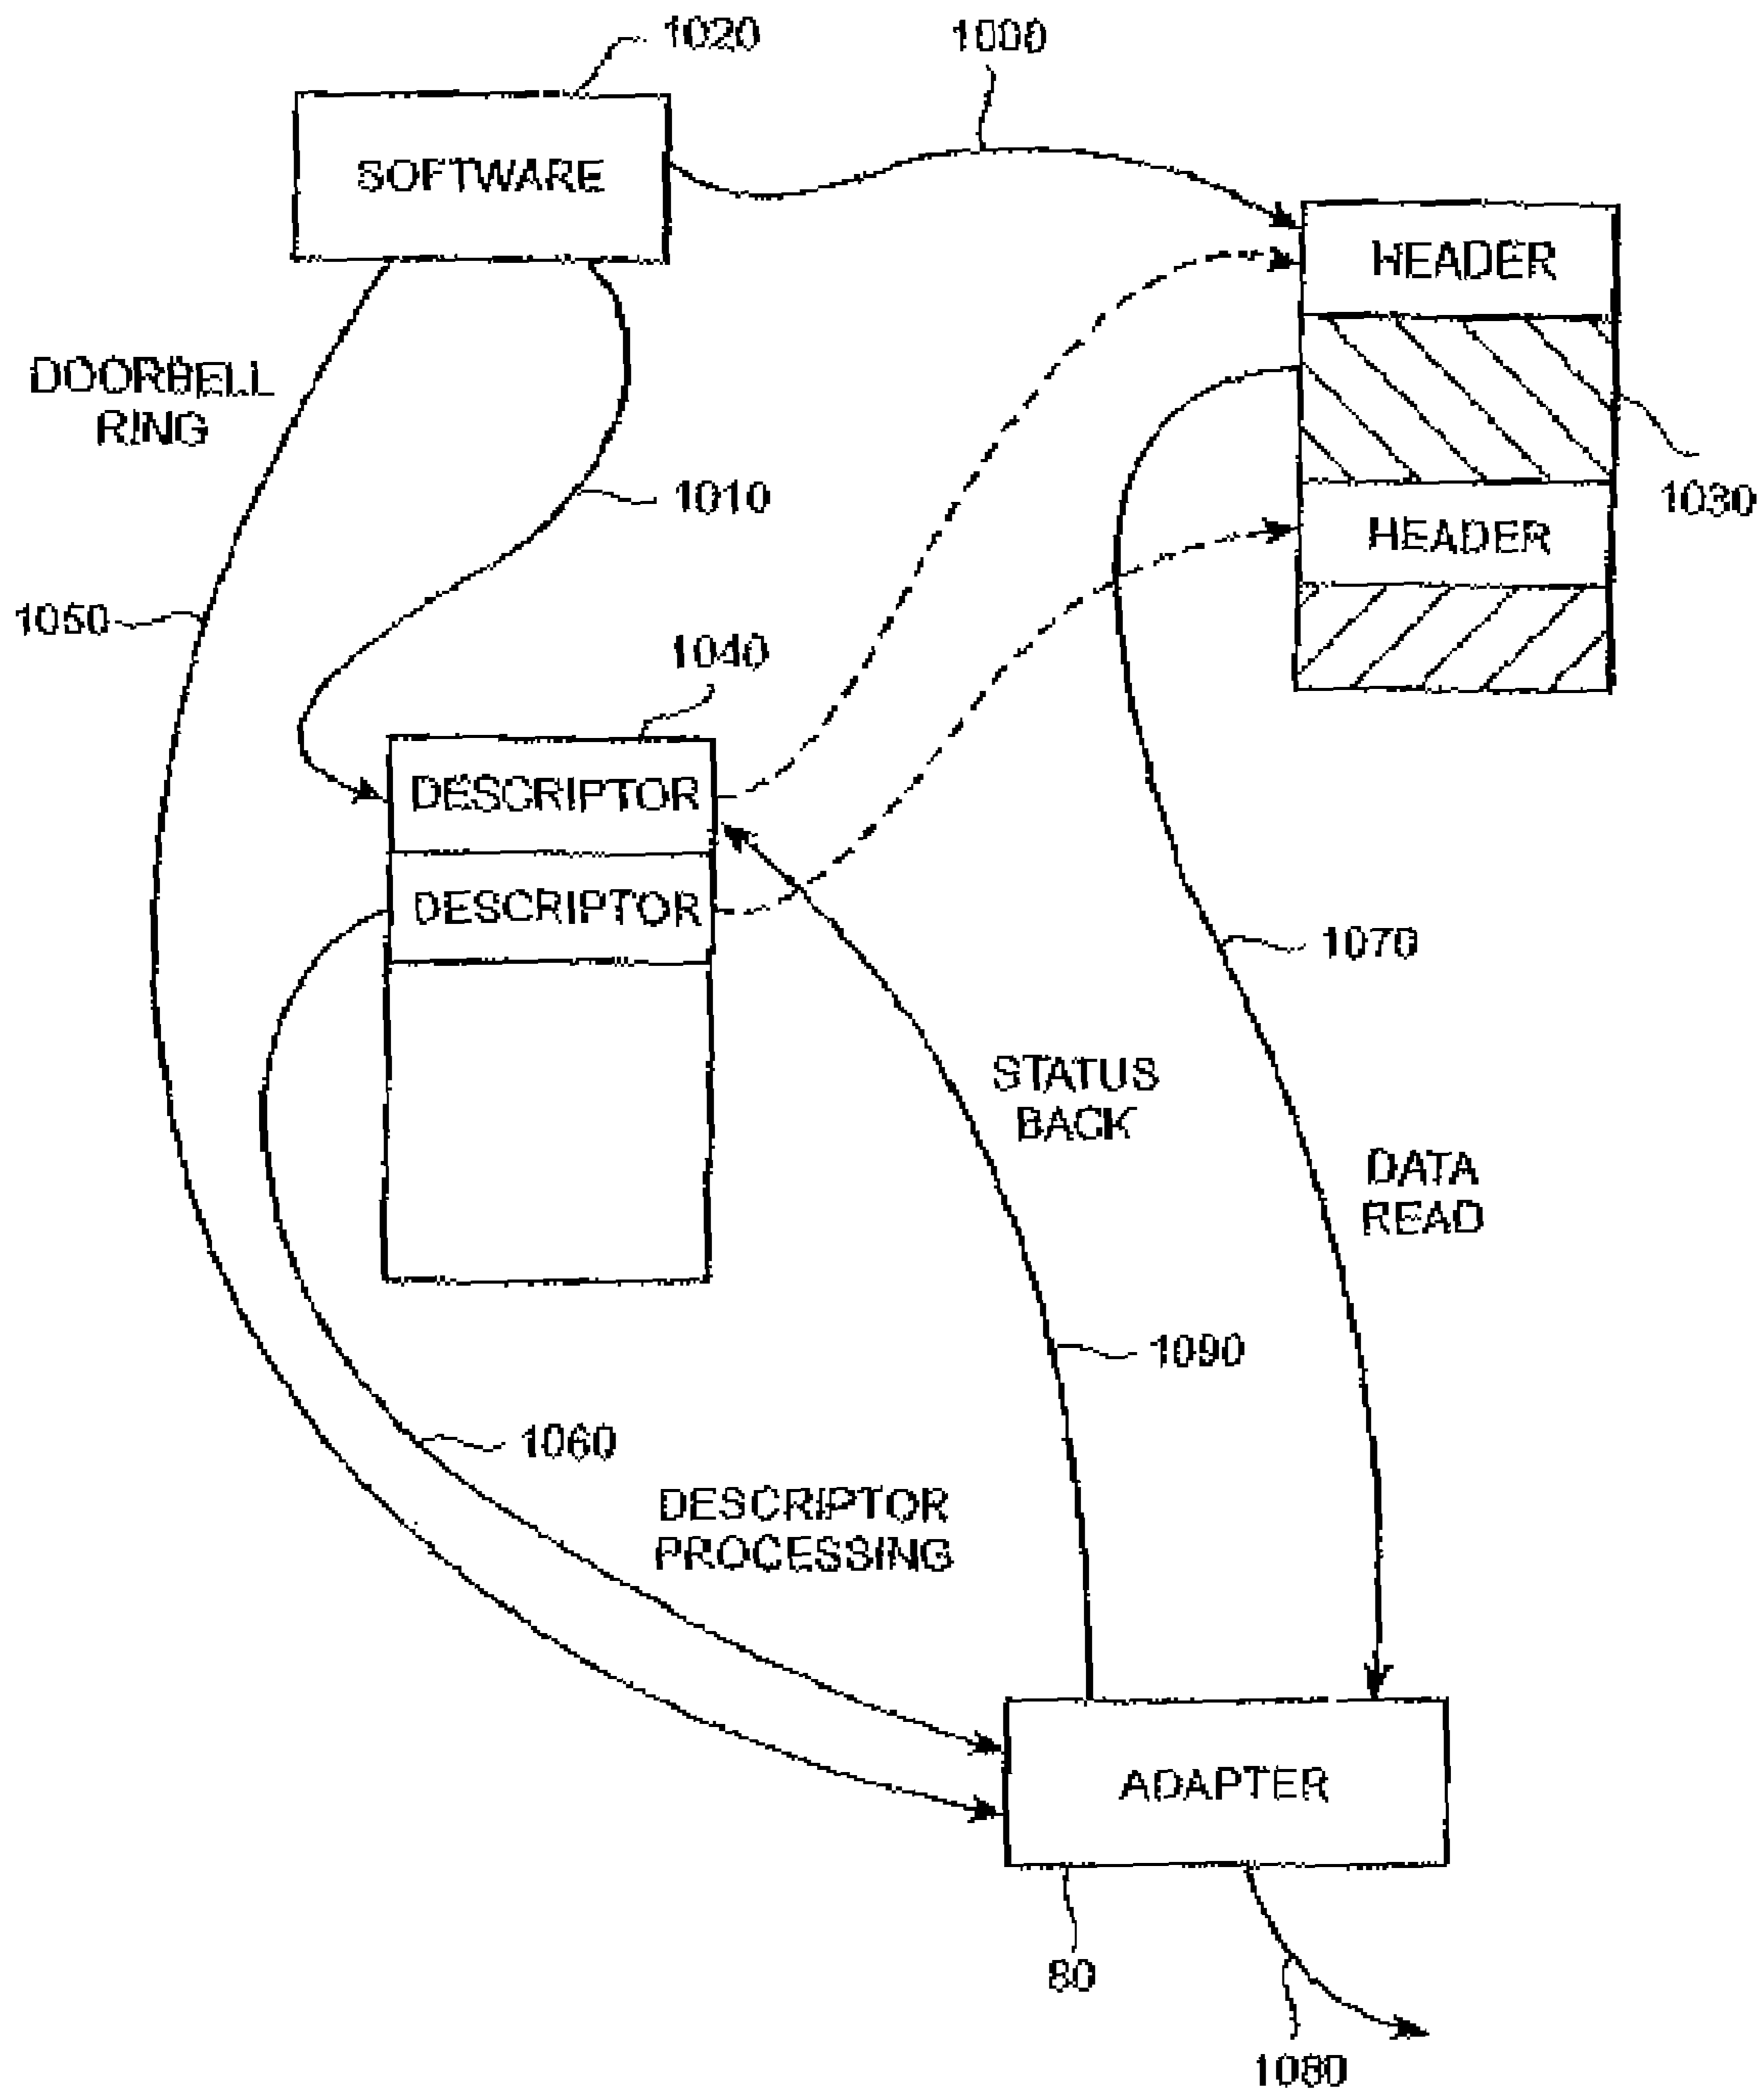 1020
1000
SOFTWARE
HEADER
DOORBELL
RING
1010
1030
HEADER
1050
1040
DESCRIPTOR
DESCRIPTOR
1070
STATUS
BACK
DATA
READ
1090
1060
DESCRIPTOR
PROCESSING
ADAPTER
80
1080